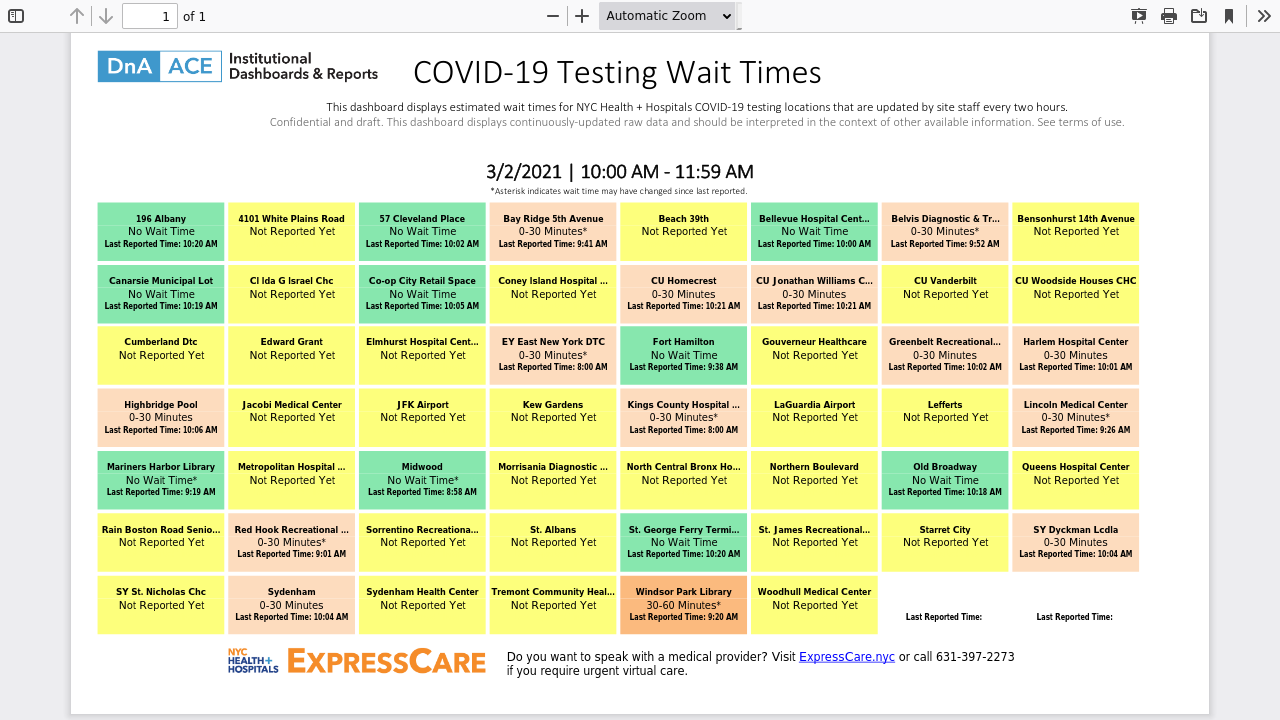 1 of 1
Automatic Zoom
DnA ACE Institutional Dashboards & Reports
COVID-19 Testing Wait Times
This dashboard displays estimated wait times for NYC Health + Hospitals COVID-19 testing locations that are updated by site staff every two hours.
Confidential and draft. This dashboard displays continuously-updated raw data and should be interpreted in the context of other available information. See terms of use.
3/2/2021 | 10:00 AM - 11:59 AM
*Asterisk indicates wait time may have changed since last reported.
196 Albany
No Wait Time
Last Reported Time: 10:20 AM
4101 White Plains Road
Not Reported Yet
57 Cleveland Place
No Wait Time
Last Reported Time: 10:02 AM
Bay Ridge 5th Avenue
0-30 Minutes*
Last Reported Time: 9:41 AM
Beach 39th
Not Reported Yet
Bellevue Hospital Cent...
No Wait Time
Last Reported Time: 10:00 AM
Belvis Diagnostic & Tr...
0-30 Minutes*
Last Reported Time: 9:52 AM
Bensonhurst 14th Avenue
Not Reported Yet
Canarsie Municipal Lot
No Wait Time
Last Reported Time: 10:19 AM
Cl Ida G Israel Chc
Not Reported Yet
Co-op City Retail Space
No Wait Time
Last Reported Time: 10:05 AM
Coney Island Hospital ...
Not Reported Yet
CU Homecrest
0-30 Minutes
Last Reported Time: 10:21 AM
CU Jonathan Williams C...
0-30 Minutes
Last Reported Time: 10:21 AM
CU Vanderbilt
Not Reported Yet
CU Woodside Houses CHC
Not Reported Yet
Cumberland Dtc
Not Reported Yet
Edward Grant
Not Reported Yet
Elmhurst Hospital Cent...
Not Reported Yet
EY East New York DTC
0-30 Minutes*
Last Reported Time: 8:00 AM
Fort Hamilton
No Wait Time
Last Reported Time: 9:38 AM
Gouverneur Healthcare
Not Reported Yet
Greenbelt Recreational...
0-30 Minutes
Last Reported Time: 10:02 AM
Harlem Hospital Center
0-30 Minutes
Last Reported Time: 10:01 AM
Highbridge Pool
0-30 Minutes
Last Reported Time: 10:06 AM
Jacobi Medical Center
Not Reported Yet
JFK Airport
Not Reported Yet
Kew Gardens
Not Reported Yet
Kings County Hospital ...
0-30 Minutes*
Last Reported Time: 8:00 AM
LaGuardia Airport
Not Reported Yet
Lefferts
Not Reported Yet
Lincoln Medical Center
0-30 Minutes*
Last Reported Time: 9:26 AM
Mariners Harbor Library
No Wait Time*
Last Reported Time: 9:19 AM
Metropolitan Hospital ...
Not Reported Yet
Midwood
No Wait Time*
Last Reported Time: 8:58 AM
Morrisania Diagnostic ...
Not Reported Yet
North Central Bronx Ho...
Not Reported Yet
Northern Boulevard
Not Reported Yet
Old Broadway
No Wait Time
Last Reported Time: 10:18 AM
Queens Hospital Center
Not Reported Yet
Rain Boston Road Senio...
Not Reported Yet
Red Hook Recreational ...
0-30 Minutes*
Last Reported Time: 9:01 AM
Sorrentino Recreationa...
Not Reported Yet
St. Albans
Not Reported Yet
St. George Ferry Termi...
No Wait Time
Last Reported Time: 10:20 AM
St. James Recreational...
Not Reported Yet
Starret City
Not Reported Yet
SY Dyckman Lcdla
0-30 Minutes
Last Reported Time: 10:04 AM
SY St. Nicholas Chc
Not Reported Yet
Sydenham
0-30 Minutes
Last Reported Time: 10:04 AM
Sydenham Health Center
Not Reported Yet
Tremont Community Heal...
Not Reported Yet
Windsor Park Library
30-60 Minutes*
Last Reported Time: 9:20 AM
Woodhull Medical Center
Not Reported Yet
Last Reported Time:
Last Reported Time:
NYC HEALTH+ HOSPITALS
EXPRESSCARE
Do you want to speak with a medical provider? Visit ExpressCare.nyc or call 631-397-2273
if you require urgent virtual care.